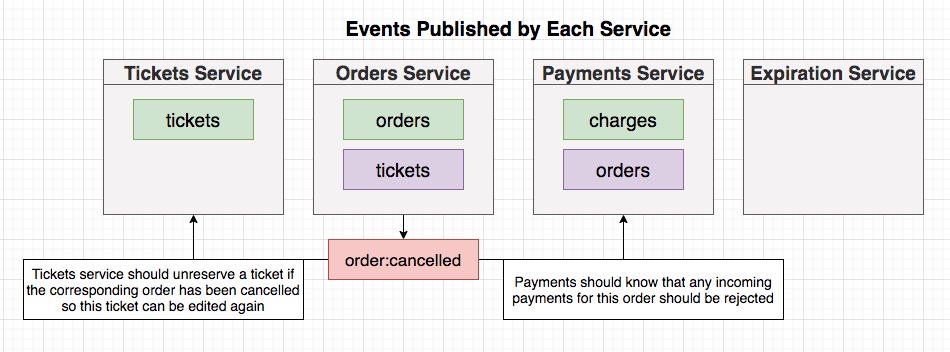 Events Published by Each Service
Tickets Service
Orders Service
Payments Service
Expiration Service
tickets
orders
charges
tickets
orders
order:cancelled
Tickets service should unreserve a ticket if
the corresponding order has been cancelled
so this ticket can be edited again
Payments should know that any incoming
payments for this order should be rejected